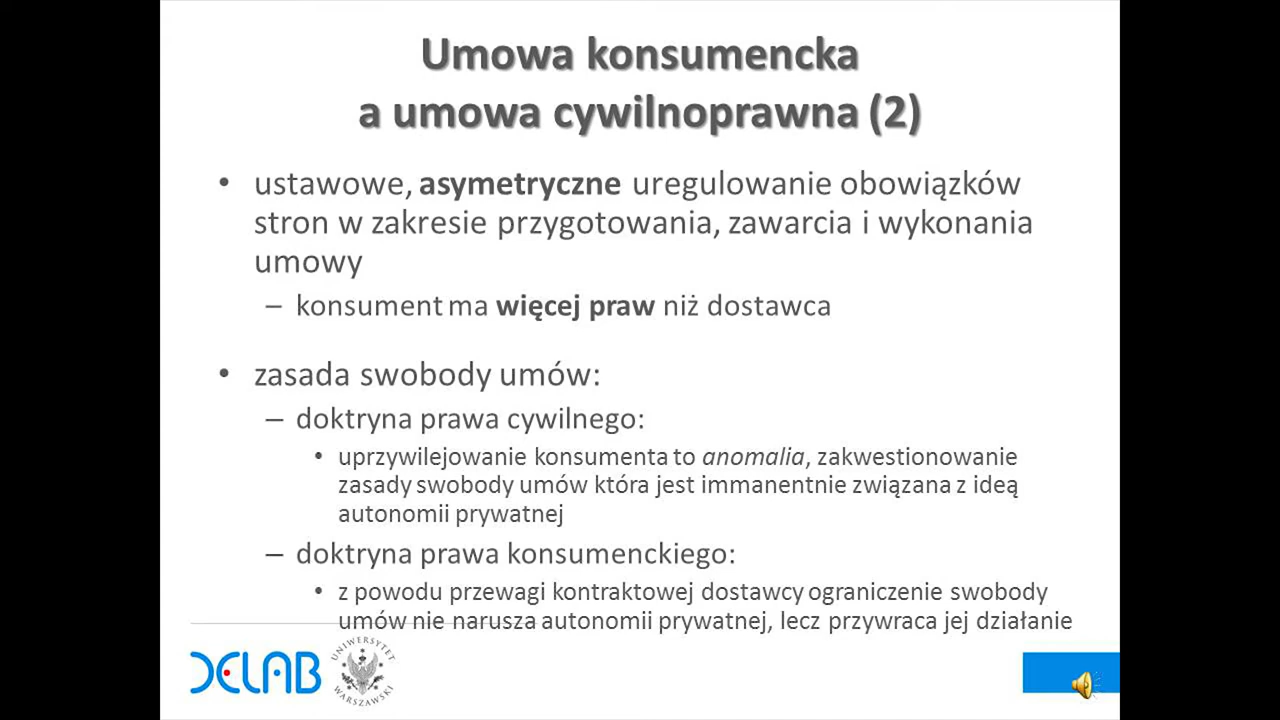 Umowa konsumencka
a umowa cywilnoprawna (2)
• ustawowe, asymetryczne uregulowanie obowiązków
stron w zakresie przygotowania, zawarcia i wykonania
umowy
– konsument ma więcej praw niż dostawca
• zasada swobody umów:
– doktryna prawa cywilnego:
• uprzywilejowanie konsumenta to anomalia, zakwestionowanie
zasady swobody umów która jest immanentnie związana z ideą
autonomii prywatnej
– doktryna prawa konsumenckiego:
• z powodu przewagi kontraktowej dostawcy ograniczenie swobody
umów nie narusza autonomii prywatnej, lecz przywraca jej działanie
DELAB
UNIWERSYTET
WARSZAWSKI